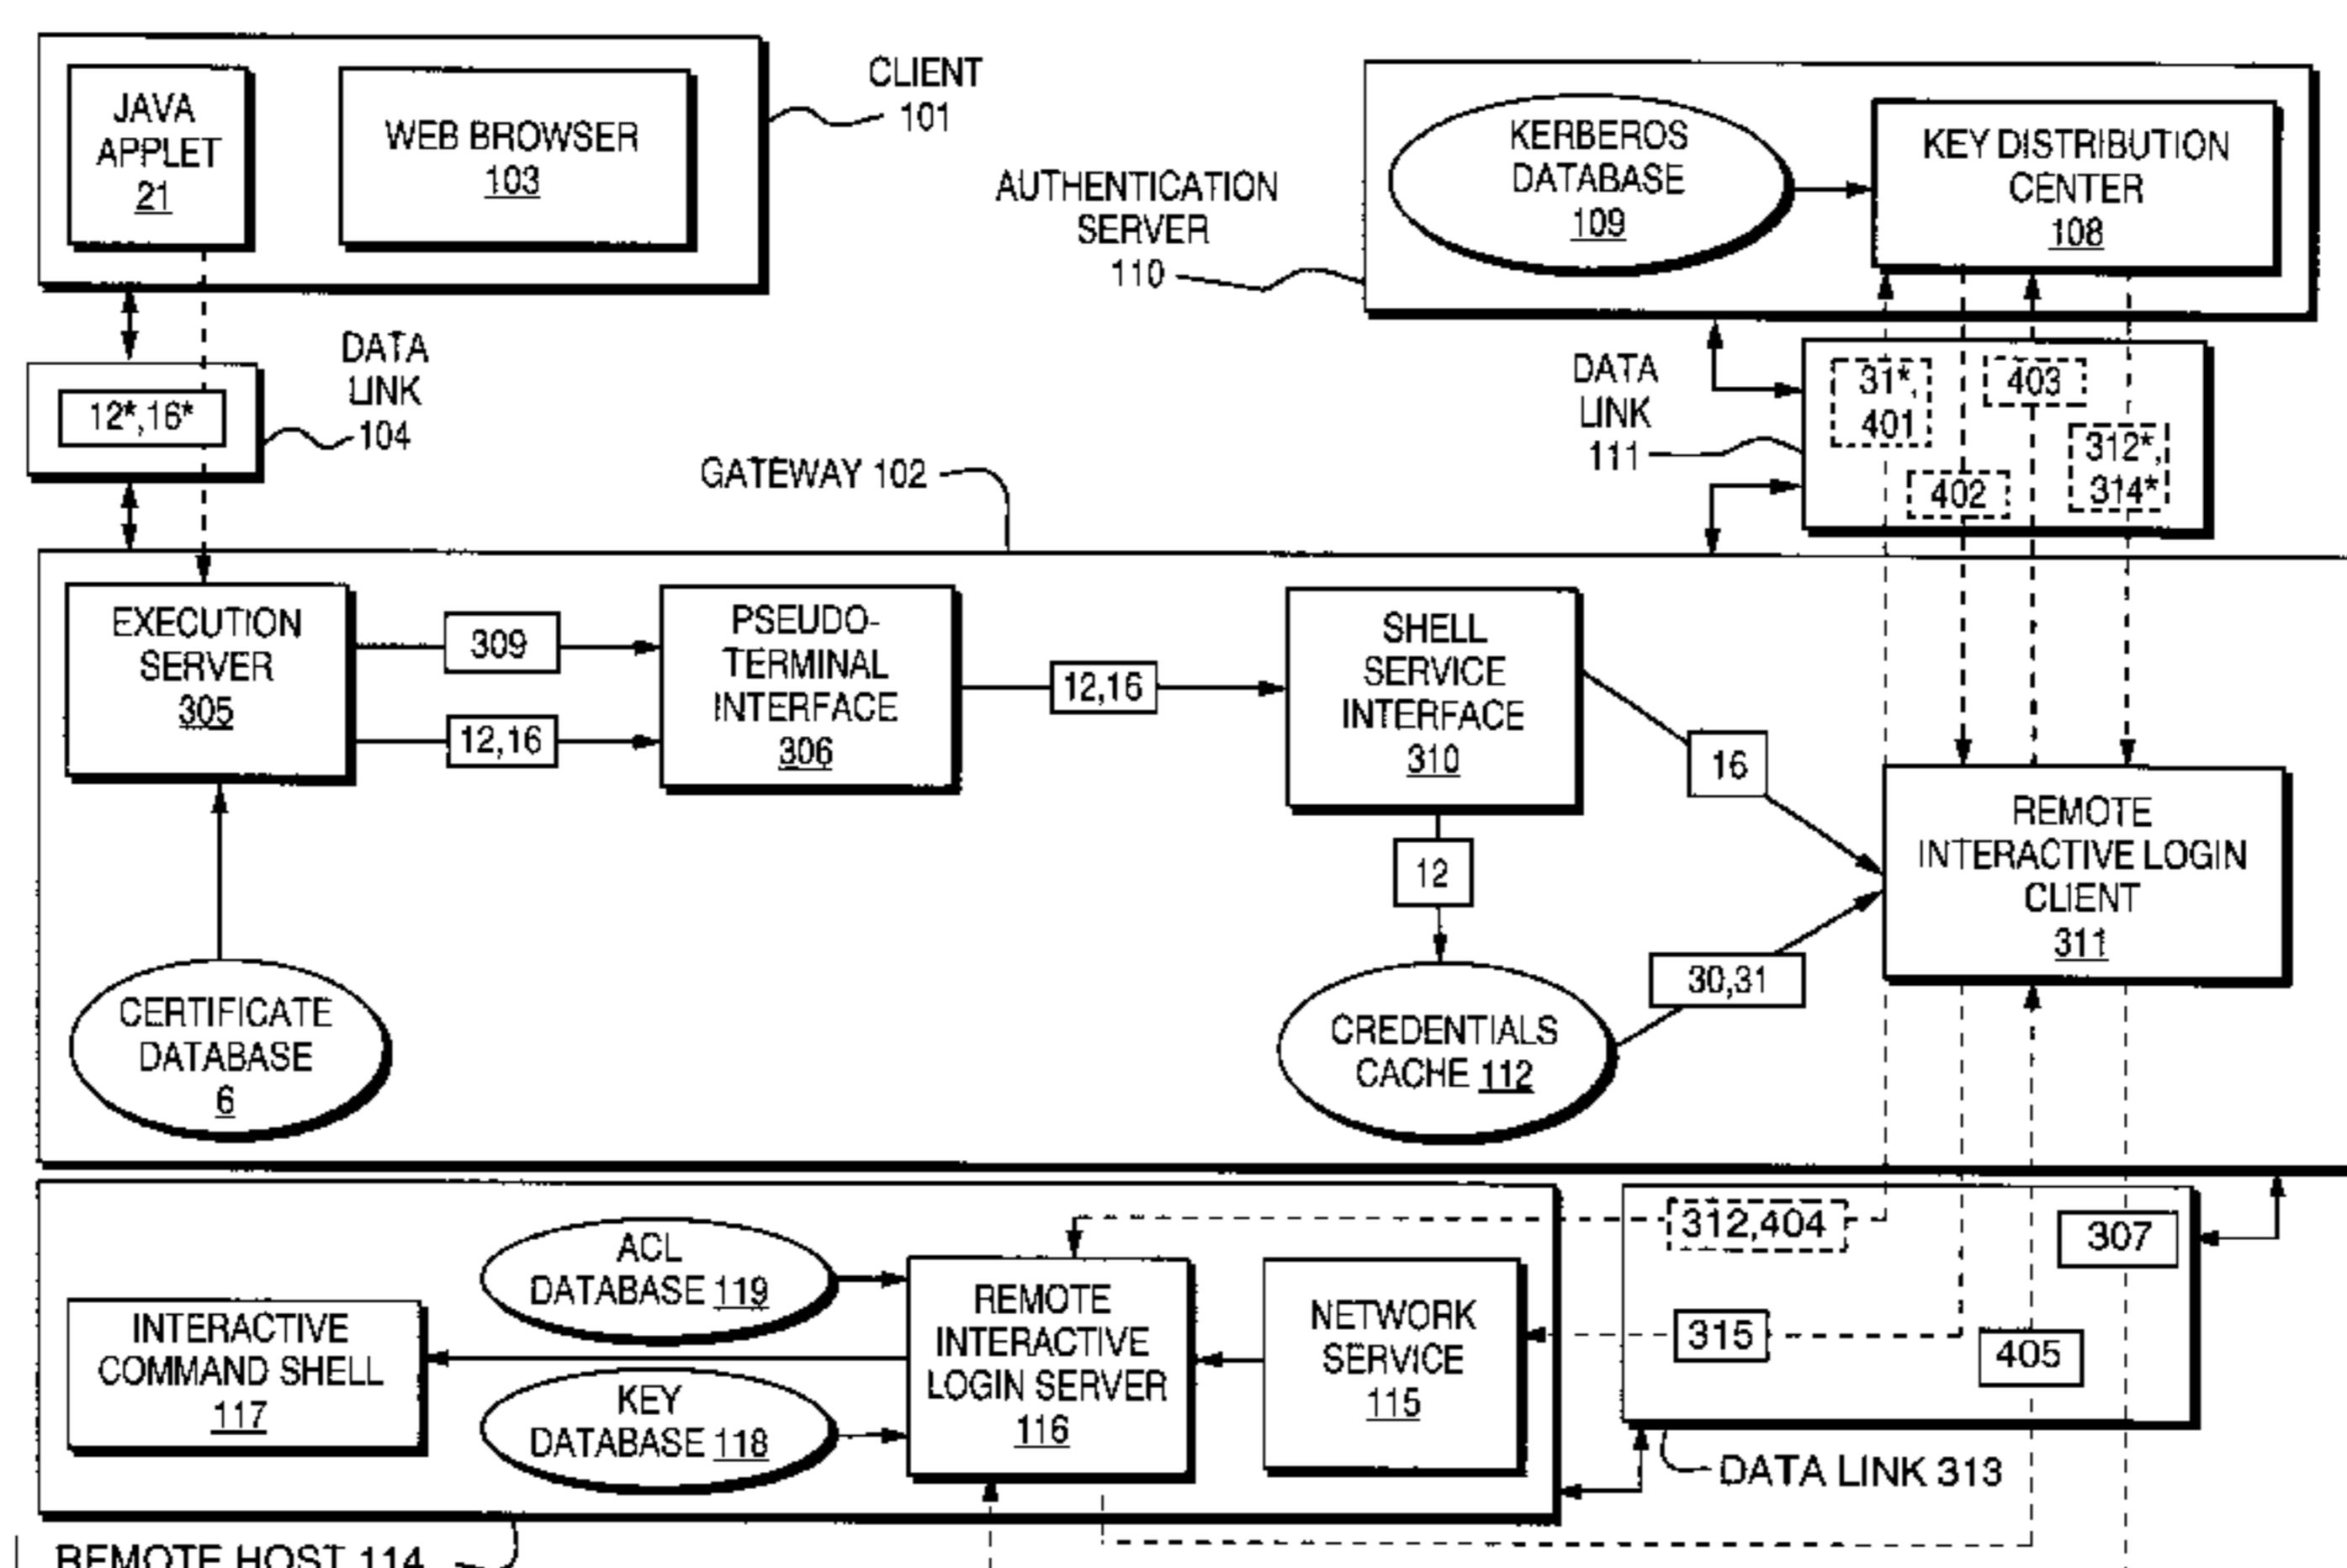 JAVA
APPLET
21
WEB BROWSER
103
CLIENT
101
AUTHENTICATION
SERVER
110
KERBEROS
DATABASE
109
KEY DISTRIBUTION
CENTER
108
DATA
LINK
104
12*,16*
DATA
LINK
111
31*,
401
403
402
312*,
314*
GATEWAY 102
EXECUTION
SERVER
305
309
12,16
PSEUDO-
TERMINAL
INTERFACE
306
12,16
SHELL
SERVICE
INTERFACE
310
16
12
REMOTE
INTERACTIVE LOGIN
CLIENT
311
30,31
CERTIFICATE
DATABASE
6
CREDENTIALS
CACHE 112
312,404
307
315
405
DATA LINK 313
ACL
DATABASE 119
INTERACTIVE
COMMAND SHELL
117
KEY
DATABASE 118
REMOTE
INTERACTIVE
LOGIN SERVER
116
NETWORK
SERVICE
115
REMOTE HOST 114